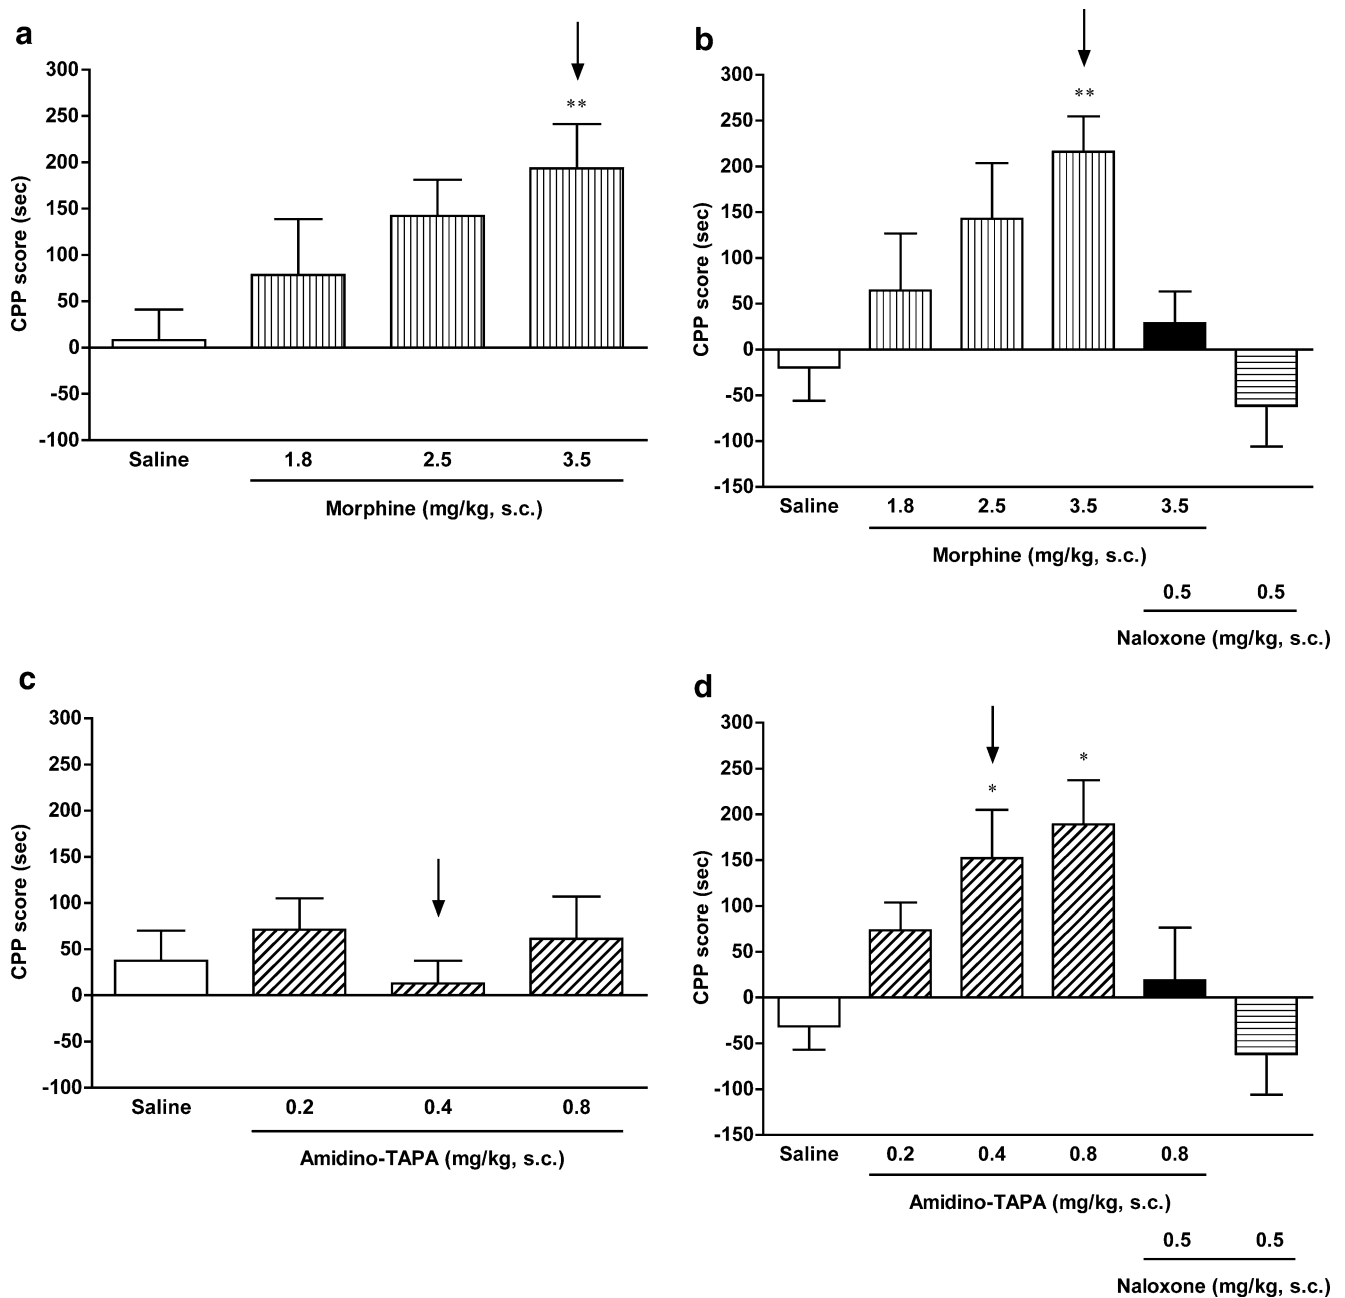 a
300
250
200
150
100
50
0
-50
-100
CPP score (sec)
**
Saline 1.8 2.5 3.5
Morphine (mg/kg, s.c.)
b
300
250
200
150
100
50
0
-50
-100
-150
CPP score (sec)
**
Saline 1.8 2.5 3.5 3.5
Morphine (mg/kg, s.c.)
0.5 0.5
Naloxone (mg/kg, s.c.)
c
300
250
200
150
100
50
0
-50
-100
CPP score (sec)
Saline 0.2 0.4 0.8
Amidino-TAPA (mg/kg, s.c.)
d
300
250
200
150
100
50
0
-50
-100
-150
CPP score (sec)
*
*
Saline 0.2 0.4 0.8 0.8
Amidino-TAPA (mg/kg, s.c.)
0.5 0.5
Naloxone (mg/kg, s.c.)